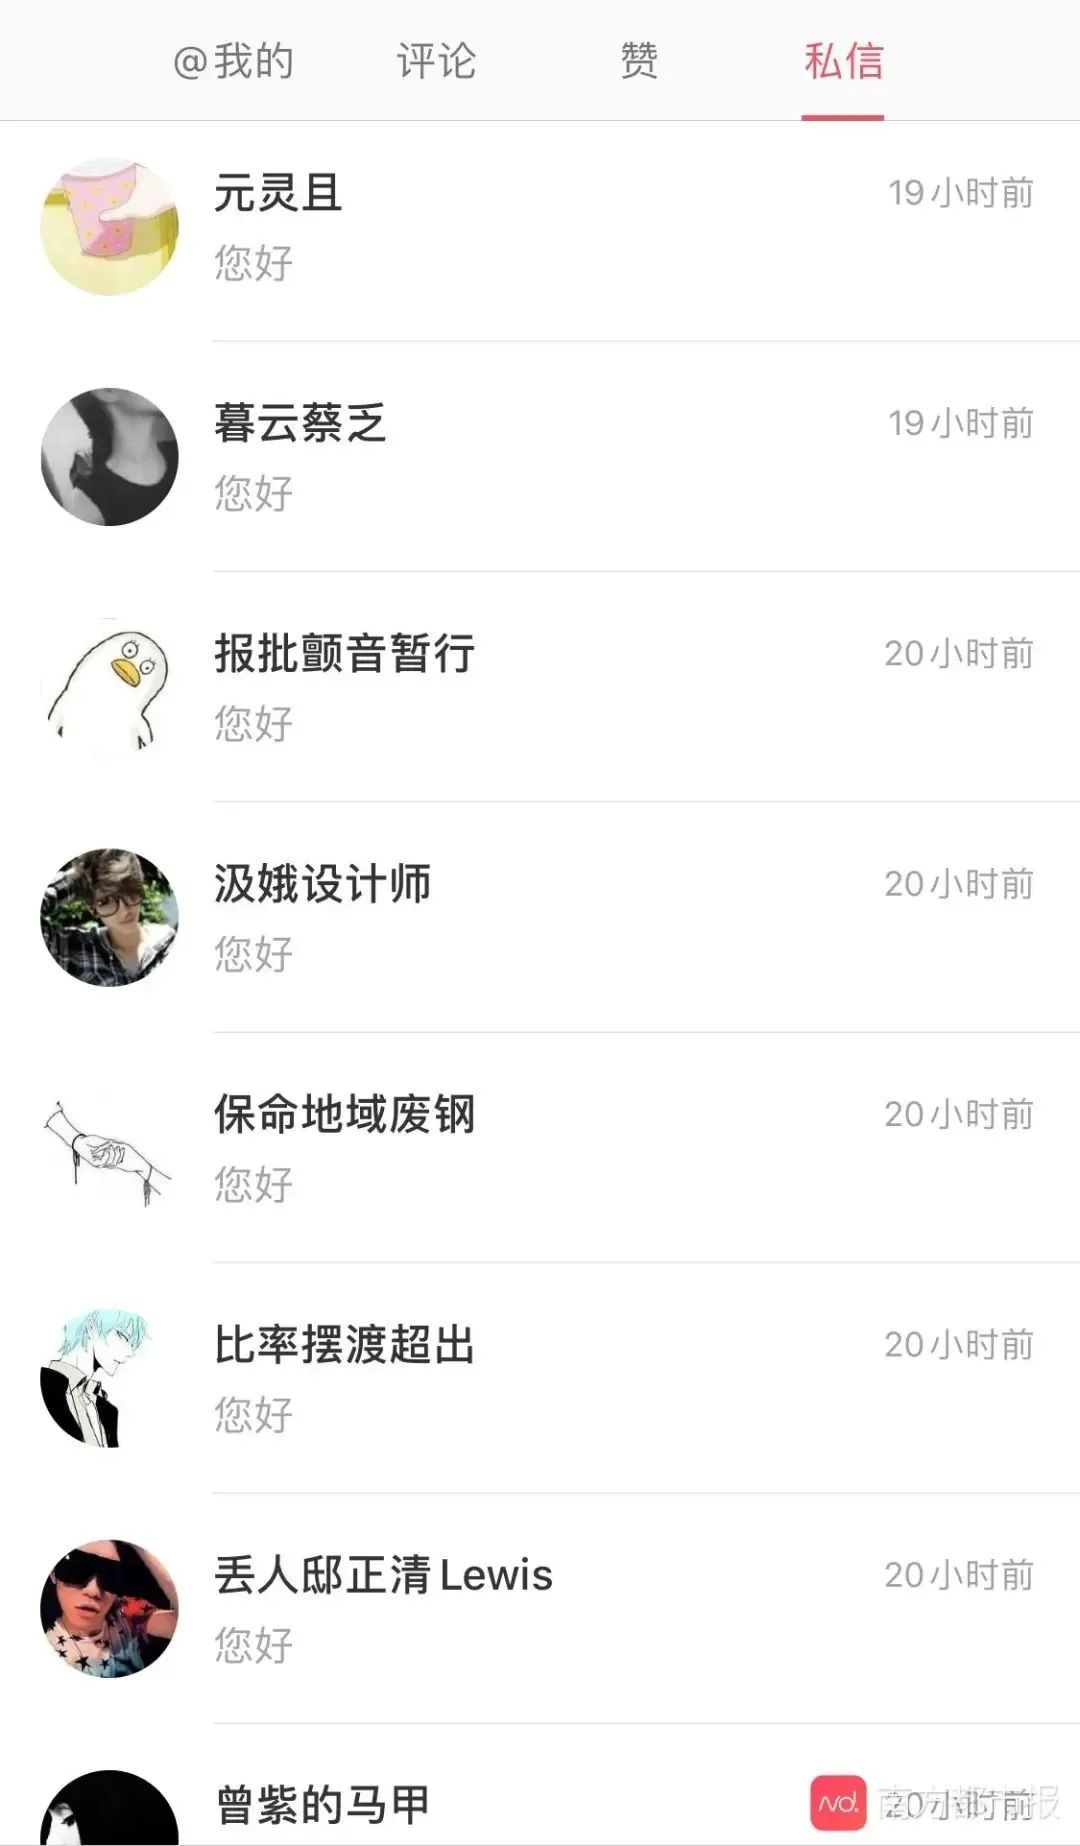 @我的 评论 赞 私信
元灵且 19小时前
您好
暮云蔡乏 19小时前
您好
报批颤音暂行 20小时前
您好
汲娥设计师 20小时前
您好
保命地域废钢 20小时前
您好
比率摆渡超出 20小时前
您好
丢人邸正清Lewis 20小时前
您好
曾紫的马甲 20小时前
Nd. 南方都市报